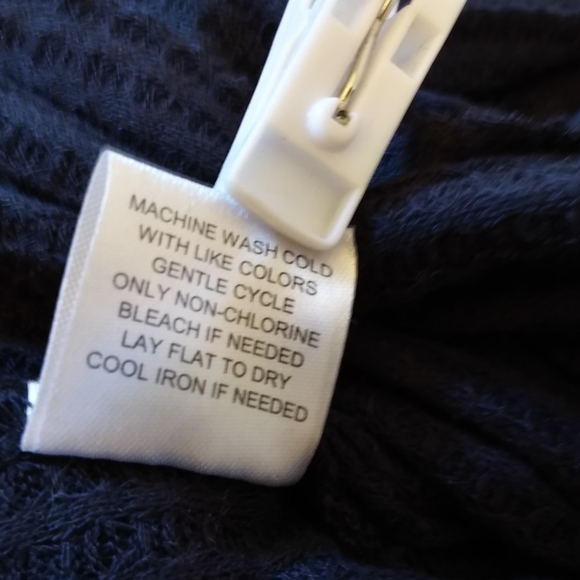 MACHINE WASH COLD
WITH LIKE COLORS
GENTLE CYCLE
ONLY NON-CHLORINE
BLEACH IF NEEDED
LAY FLAT TO DRY
COOL IRON IF NEEDED